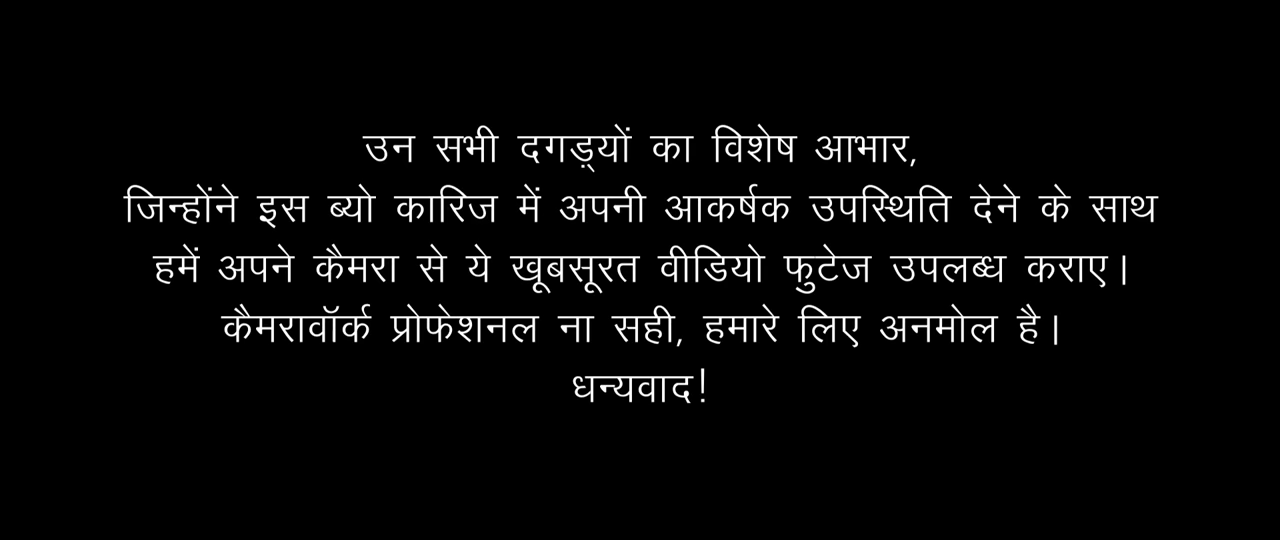 उन सभी दगड़्यों का विशेष आभार,
जिन्होंने इस ब्यो कारिज में अपनी आकर्षक उपस्थिति देने के साथ
हमें अपने कैमरा से ये खूबसूरत वीडियो फुटेज उपलब्ध कराए।
कैमरावॉर्क प्रोफेशनल ना सही, हमारे लिए अनमोल है।
धन्यवाद!